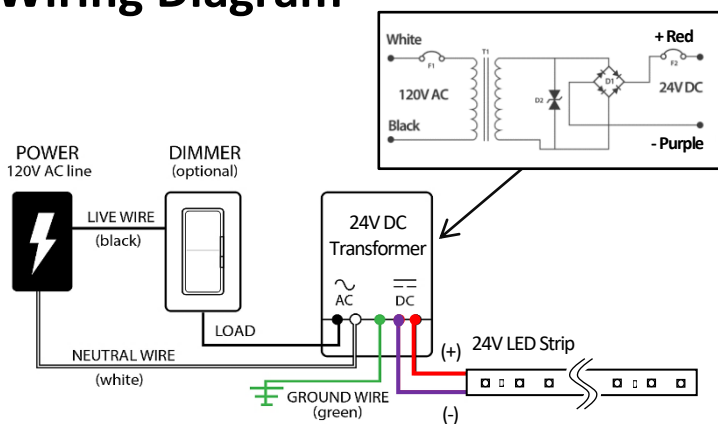 Wiring Diagram
White
+ Red
F1
T1
F2
D1
120V AC
D2
24V DC
Black
- Purple
POWER
120V AC line
DIMMER
(optional)
LIVE WIRE
(black)
24V DC
Transformer
AC
DC
LOAD
NEUTRAL WIRE
(white)
(+)
24V LED Strip
GROUND WIRE
(green)
(-)